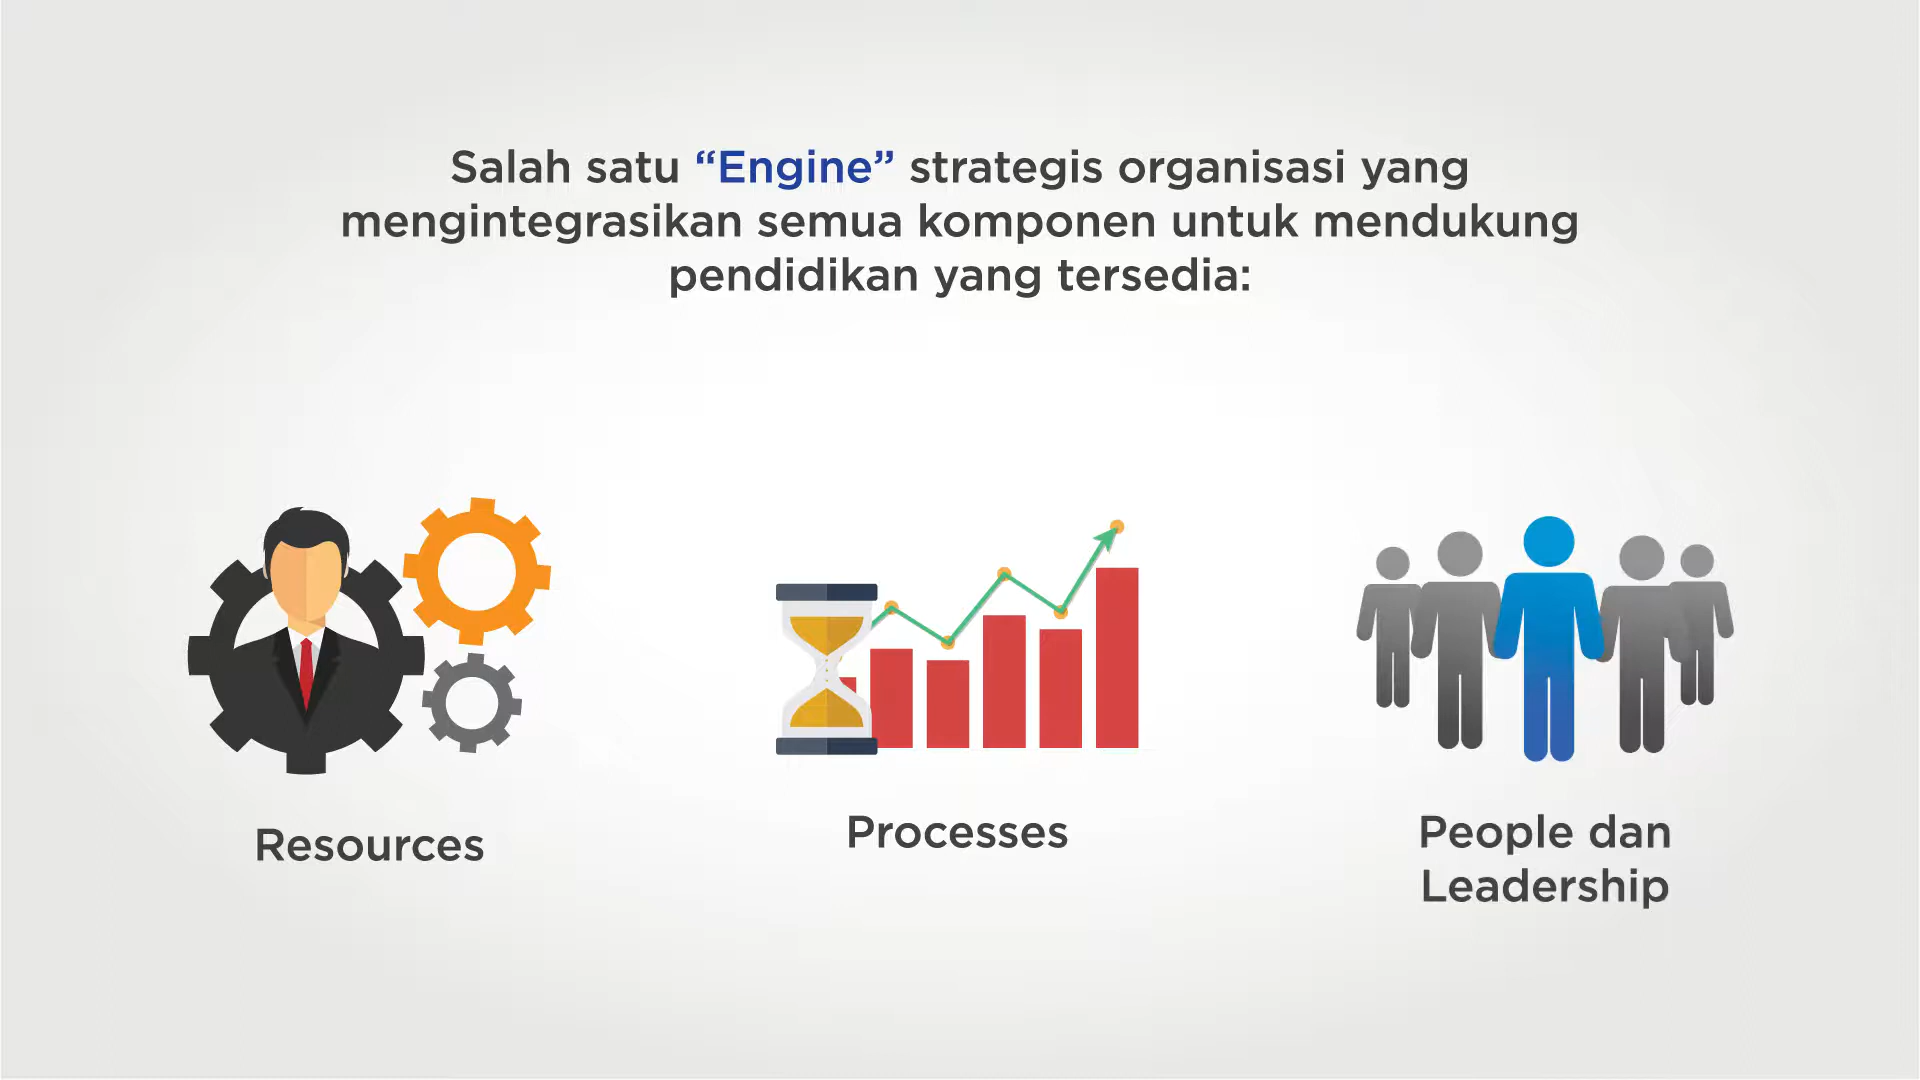 Salah satu “Engine” strategis organisasi yang
mengintegrasikan semua komponen untuk mendukung
pendidikan yang tersedia:
Resources
Processes
People dan
Leadership